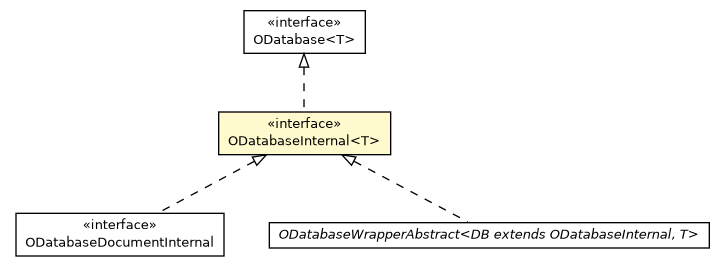 «interface»
ODatabase<T>
«interface»
ODatabaseInternal<T>
«interface»
ODatabaseDocumentInternal
ODatabaseWrapperAbstract<DB extends ODatabaseInternal, T>